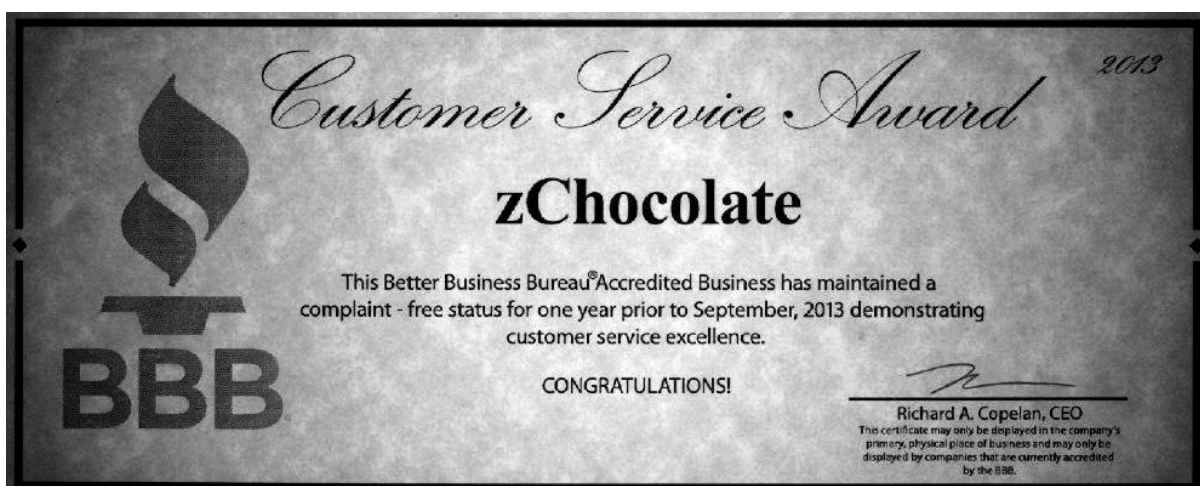 Customer Service Award
2013
zChocolate
This Better Business Bureau® Accredited Business has maintained a
complaint - free status for one year prior to September, 2013 demonstrating
customer service excellence.
CONGRATULATIONS!
BBB
Richard A. Copelan, CEO
This certificate may only be displayed in the company's
primary, physical place of business and may only be
displayed by companies that are currently accredited
by the BBB.